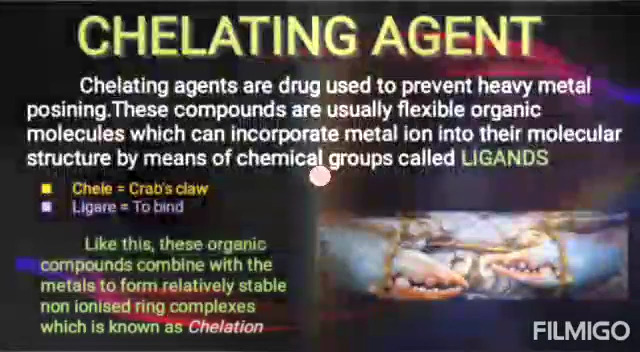 CHELATING AGENT
Chelating agents are drug used to prevent heavy metal
posining.These compounds are usually flexible organic
molecules which can incorporate metal ion into their molecular
structure by means of chemical groups called LIGANDS
Chele = Crab's claw
Ligare = To bind
Like this, these organic
compounds combine with the
metals to form relatively stable
non ionised ring complexes
which is known as Chelation
FILMIGO